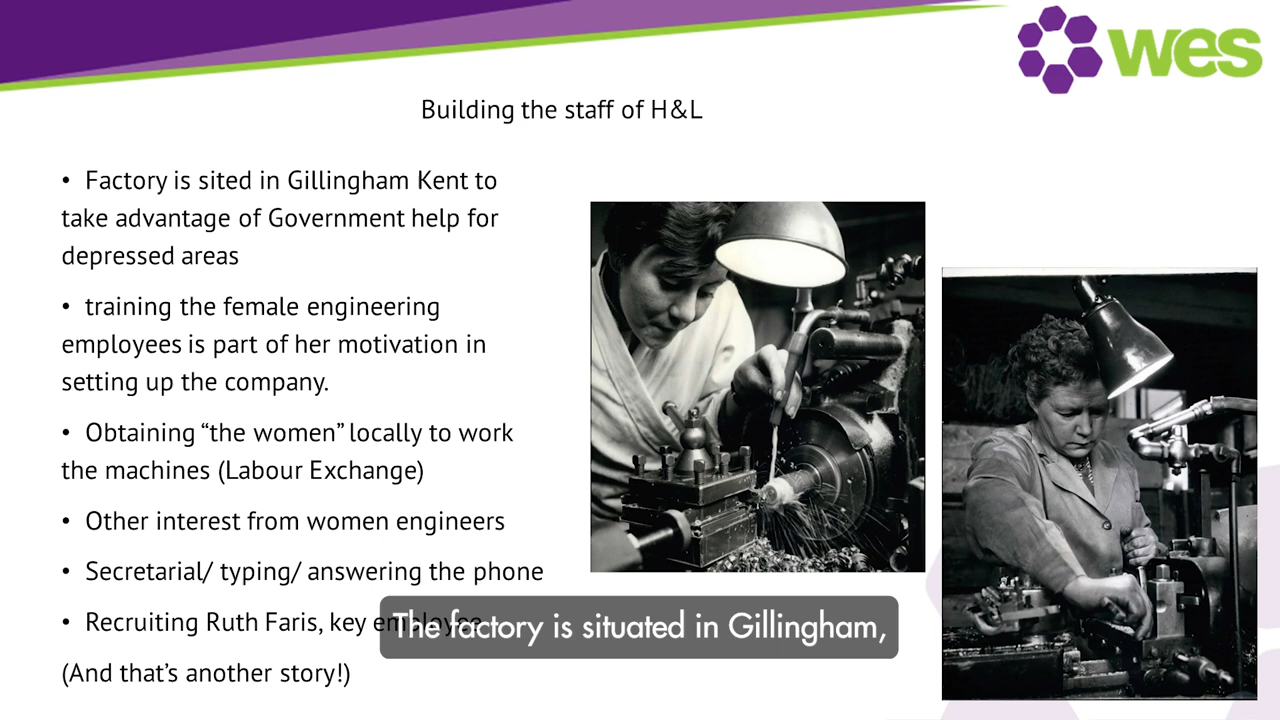 wes
Building the staff of H&L
• Factory is sited in Gillingham Kent to
take advantage of Government help for
depressed areas
• training the female engineering
employees is part of her motivation in
setting up the company.
• Obtaining “the women” locally to work
the machines (Labour Exchange)
• Other interest from women engineers
• Secretarial/ typing/ answering the phone
• Recruiting Ruth Faris, key employee
The factory is situated in Gillingham,
(And that’s another story!)